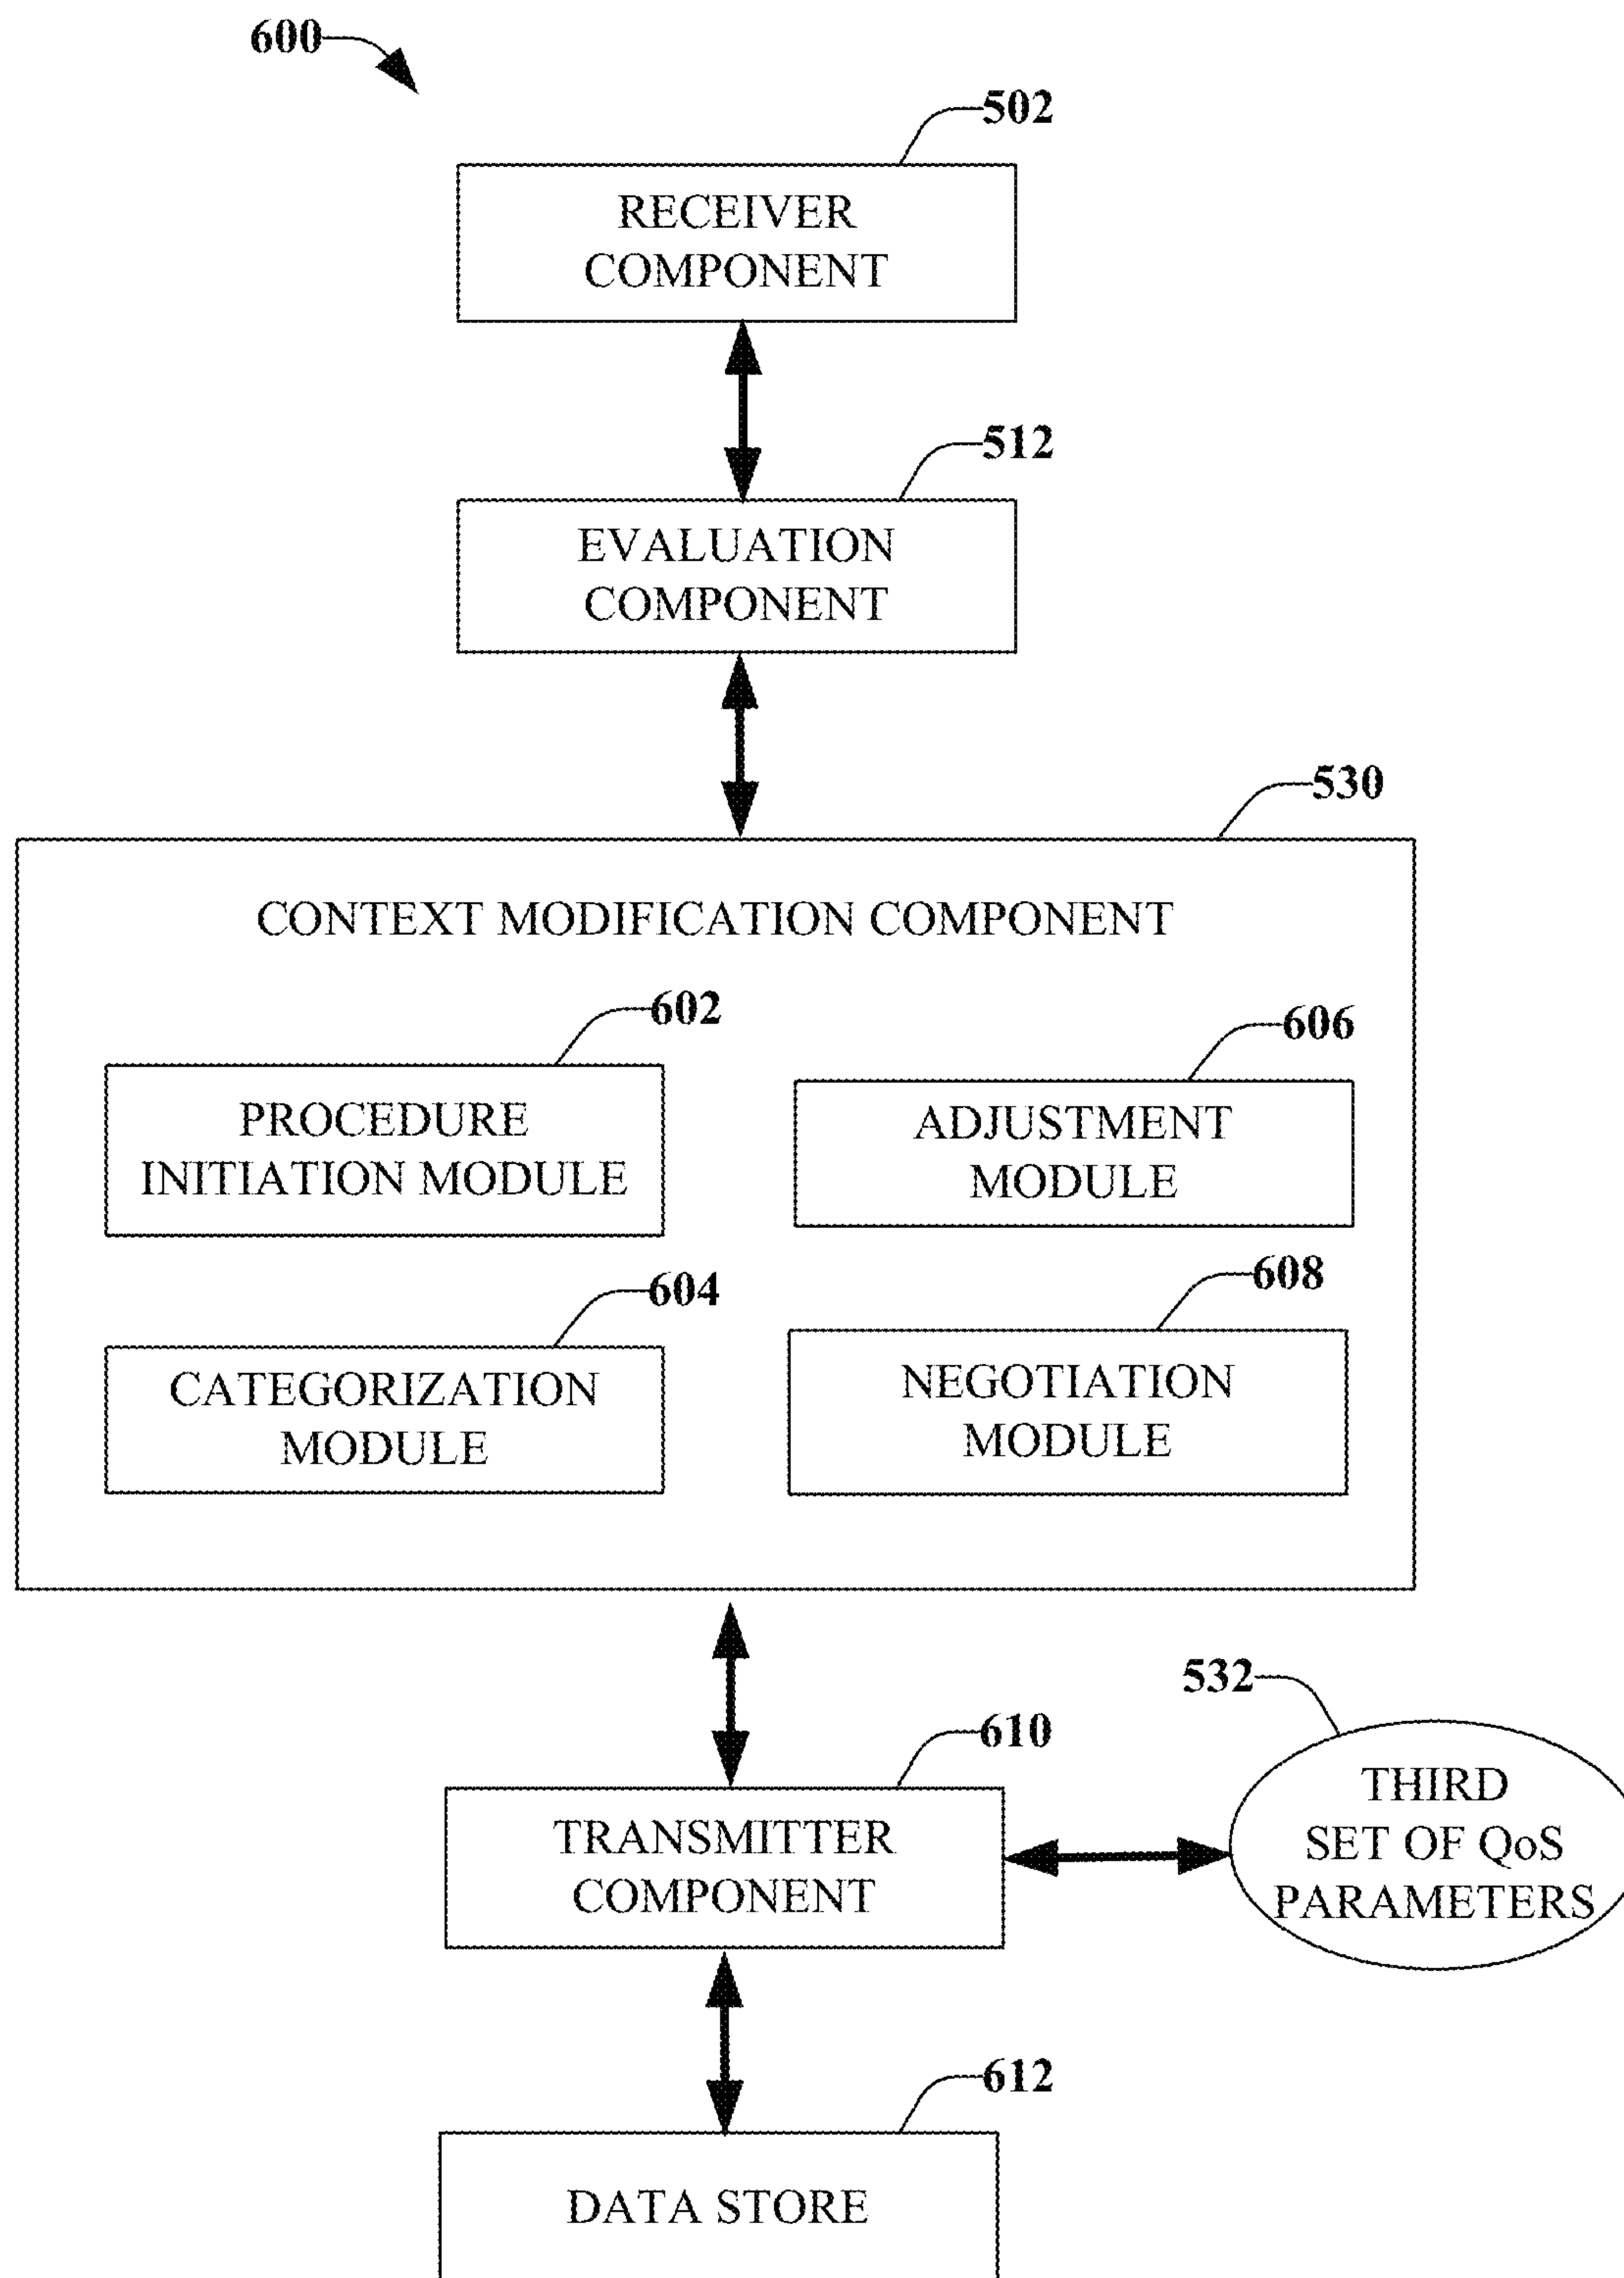 600
502
RECEIVER
COMPONENT
512
EVALUATION
COMPONENT
530
CONTEXT MODIFICATION COMPONENT
602
PROCEDURE
INITIATION MODULE
606
ADJUSTMENT
MODULE
604
CATEGORIZATION
MODULE
608
NEGOTIATION
MODULE
610
TRANSMITTER
COMPONENT
532
THIRD
SET OF QoS
PARAMETERS
612
DATA STORE